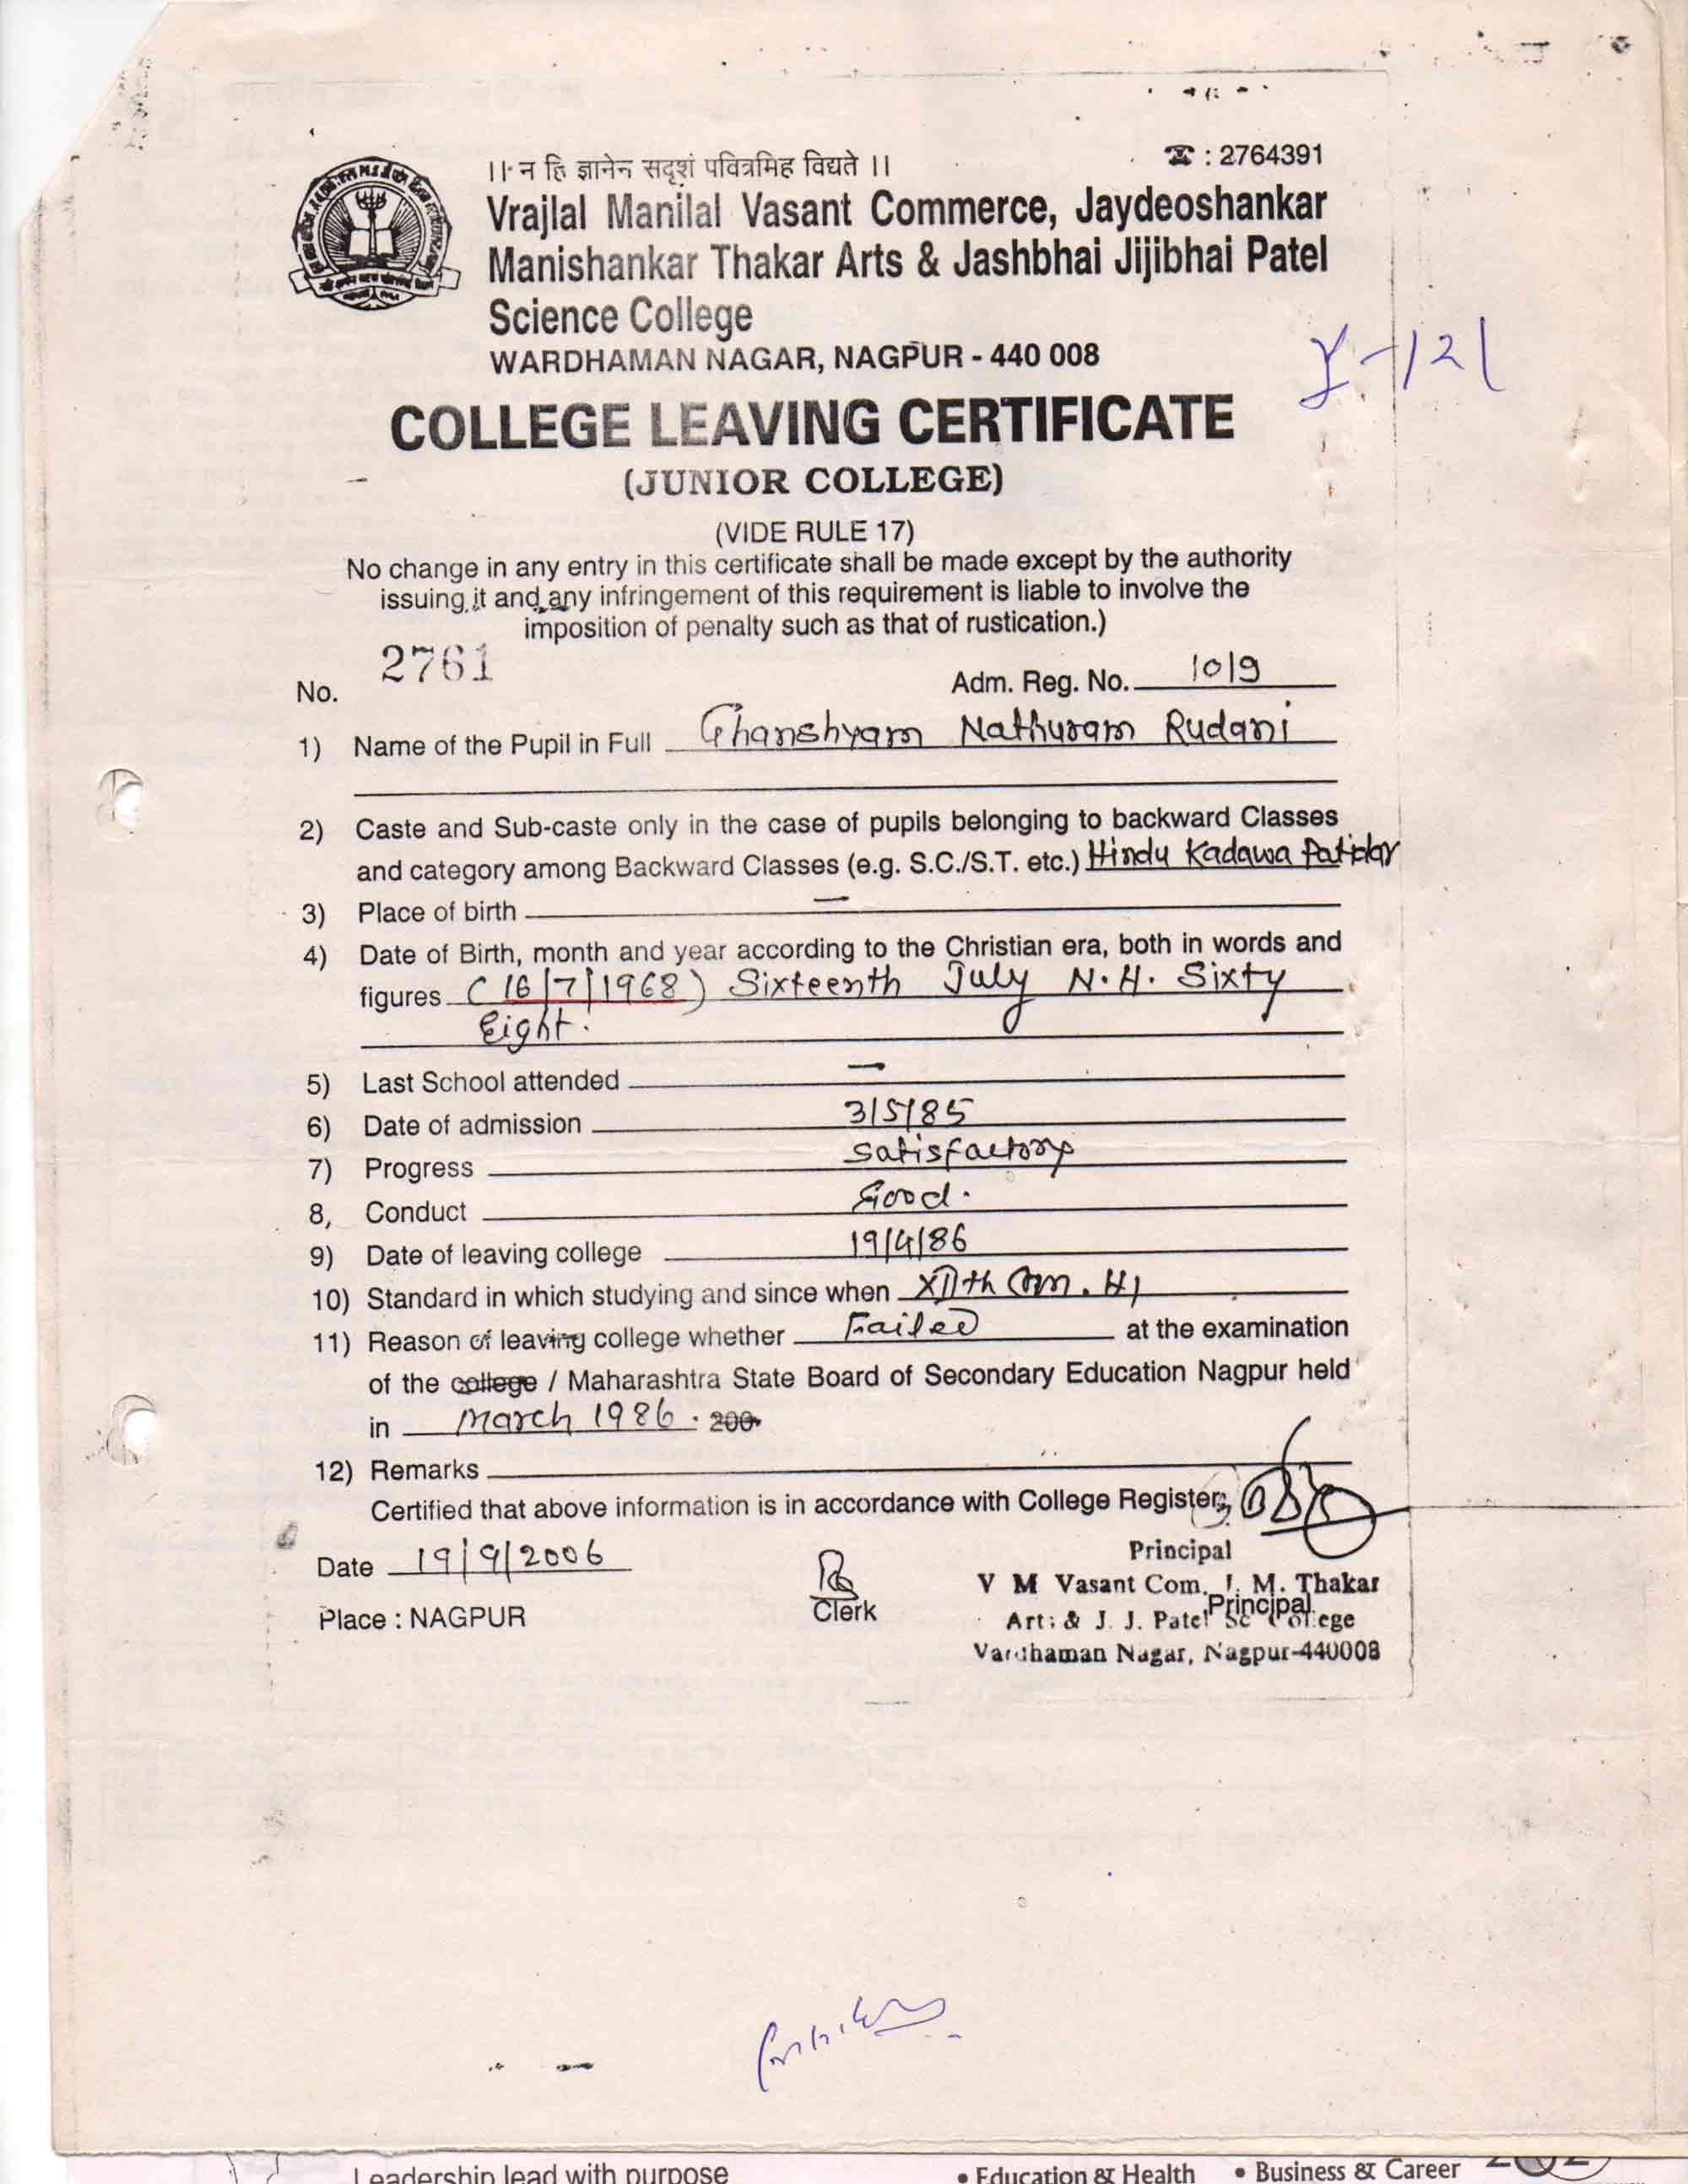 ।। न हि ज्ञानेन सदृशं पवित्रमिह विद्यते ।।
☎ : 2764391
Vrajlal Manilal Vasant Commerce, Jaydeoshankar
Manishankar Thakar Arts & Jashbhai Jijibhai Patel
Science College
WARDHAMAN NAGAR, NAGPUR - 440 008
COLLEGE LEAVING CERTIFICATE
(JUNIOR COLLEGE)
(VIDE RULE 17)
No change in any entry in this certificate shall be made except by the authority
issuing it and any infringement of this requirement is liable to involve the
imposition of penalty such as that of rustication.)
No. 2761 Adm. Reg. No. 1019
1) Name of the Pupil in Full Ghanshyam Nathuram Rudani
2) Caste and Sub-caste only in the case of pupils belonging to backward Classes
and category among Backward Classes (e.g. S.C./S.T. etc.) Hindu Kadawa Patidar
3) Place of birth —
4) Date of Birth, month and year according to the Christian era, both in words and
figures (16/7/1968) Sixteenth July N.H. Sixty
Eight.
5) Last School attended —
6) Date of admission 3/5/85
7) Progress Satisfactory
8, Conduct Good.
9) Date of leaving college 19/4/86
10) Standard in which studying and since when XIIth Com. H1
11) Reason of leaving college whether Failed at the examination
of the college / Maharashtra State Board of Secondary Education Nagpur held
in March 1986. 200
12) Remarks
Certified that above information is in accordance with College Register,
Date 19/9/2006
Place : NAGPUR
Clerk
Principal
Principal
V M Vasant Com. J. M. Thakar
Arts & J. J. Patel Sc College
Vardhaman Nagar, Nagpur-440008
Leadership lead with purpose
• Education & Health • Business & Career